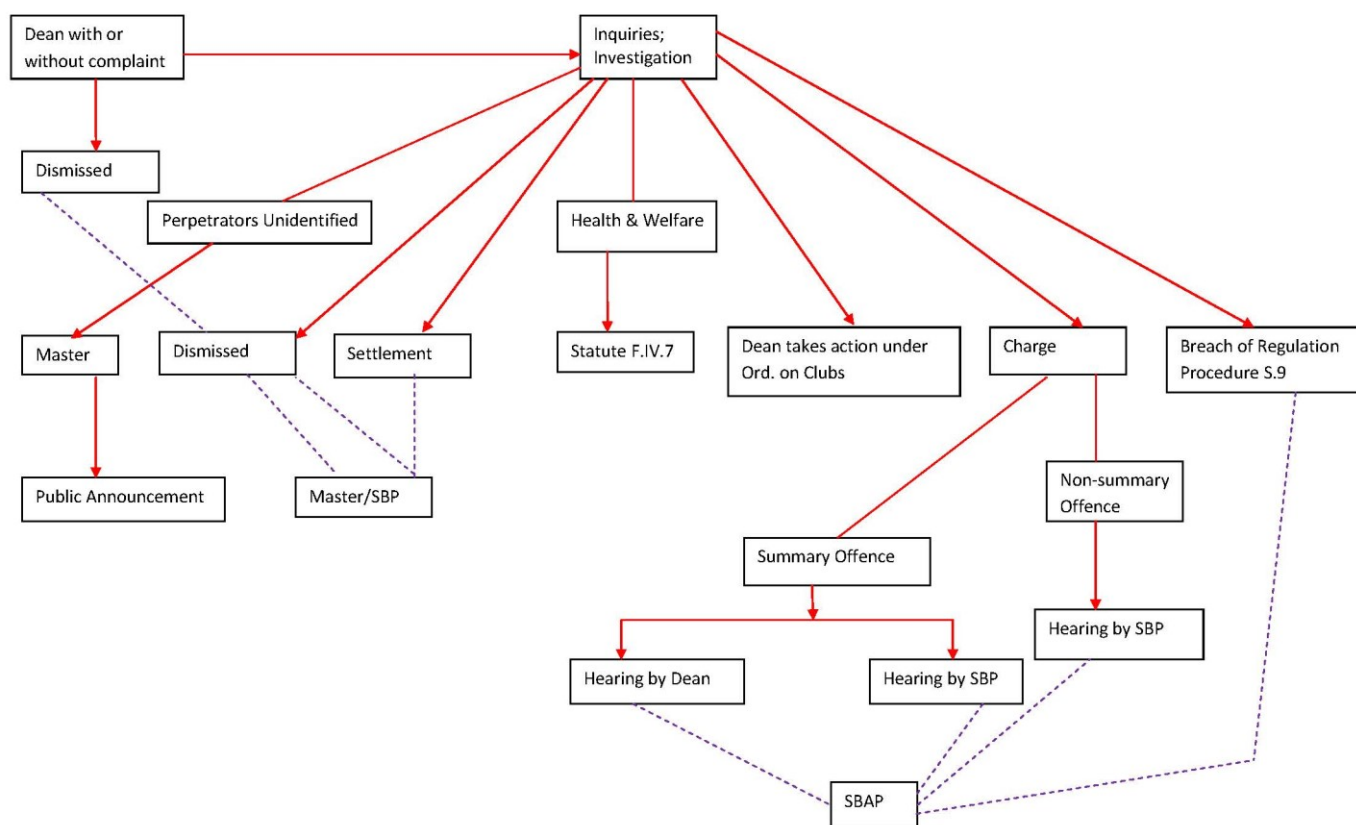 Dean with or
without complaint
Inquiries;
Investigation
Dismissed
Perpetrators Unidentified
Health & Welfare
Master
Dismissed
Settlement
Statute F.IV.7
Dean takes action under
Ord. on Clubs
Charge
Breach of Regulation
Procedure S.9
Public Announcement
Master/SBP
Non-summary
Offence
Summary Offence
Hearing by SBP
Hearing by Dean
Hearing by SBP
SBAP